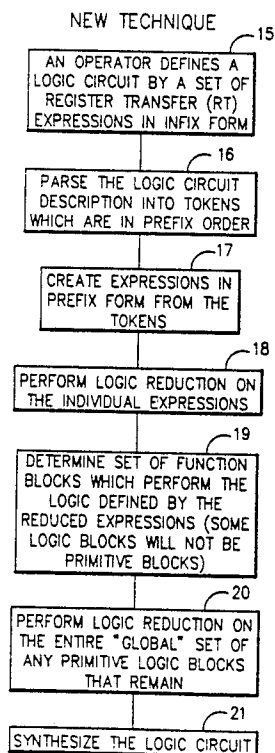 NEW TECHNIQUE
15
AN OPERATOR DEFINES A
LOGIC CIRCUIT BY A SET OF
REGISTER TRANSFER (RT)
EXPRESSIONS IN INFIX FORM
16
PARSE THE LOGIC CIRCUIT
DESCRIPTION INTO TOKENS
WHICH ARE IN PREFIX ORDER
17
CREATE EXPRESSIONS IN
PREFIX FORM FROM THE
TOKENS
18
PERFORM LOGIC REDUCTION ON
THE INDIVIDUAL EXPRESSIONS
19
DETERMINE SET OF FUNCTION
BLOCKS WHICH PERFORM THE
LOGIC DEFINED BY THE
REDUCED EXPRESSIONS (SOME
LOGIC BLOCKS WILL NOT BE
PRIMITIVE BLOCKS)
20
PERFORM LOGIC REDUCTION ON
THE ENTIRE "GLOBAL" SET OF
ANY PRIMITIVE LOGIC BLOCKS
THAT REMAIN
21
SYNTHESIZE THE LOGIC CIRCUIT